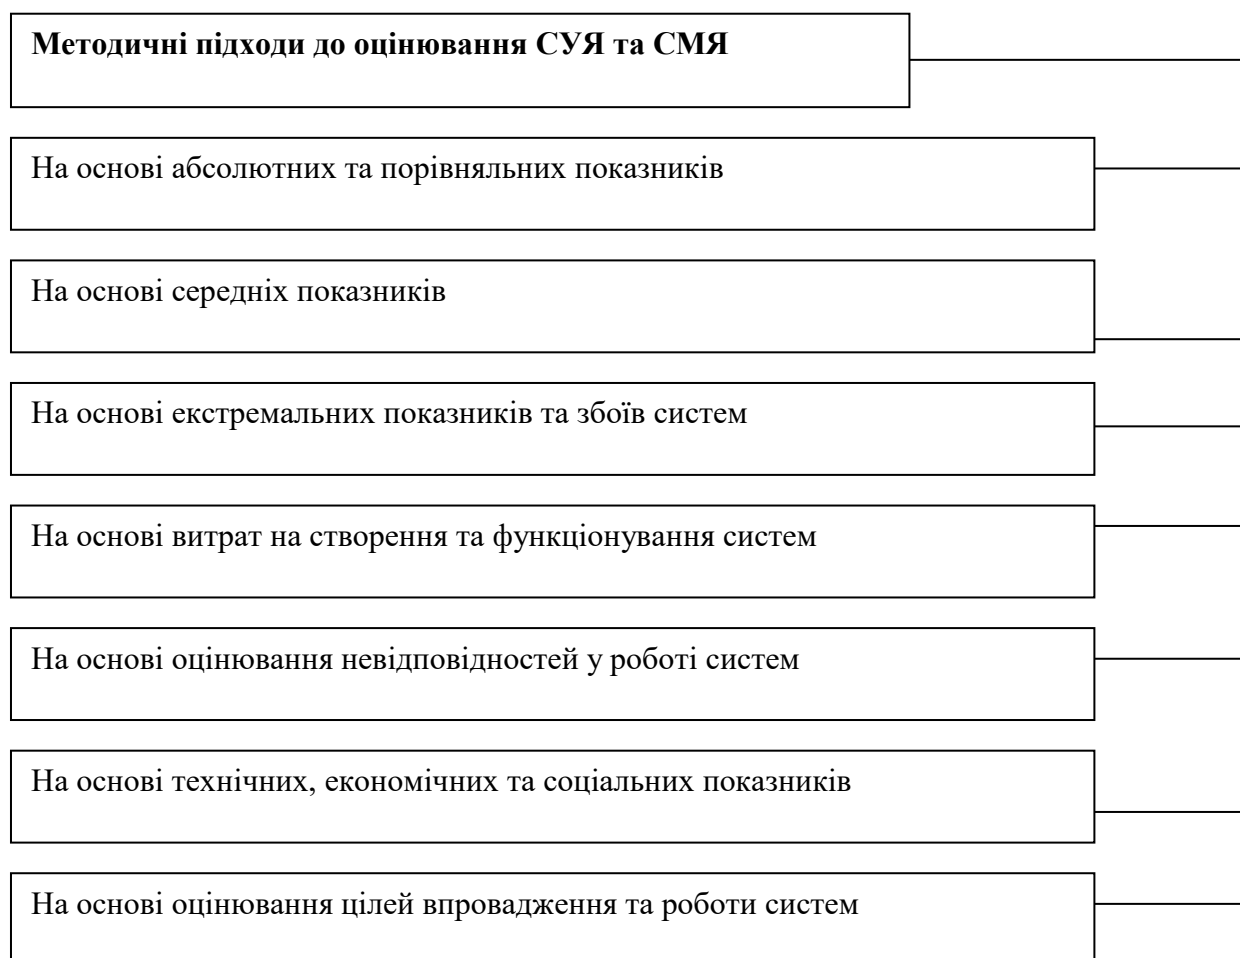 Методичні підходи до оцінювання СУЯ та СМЯ
На основі абсолютних та порівняльних показників
На основі середніх показників
На основі екстремальних показників та збоїв систем
На основі витрат на створення та функціонування систем
На основі оцінювання невідповідностей у роботі систем
На основі технічних, економічних та соціальних показників
На основі оцінювання цілей впровадження та роботи систем